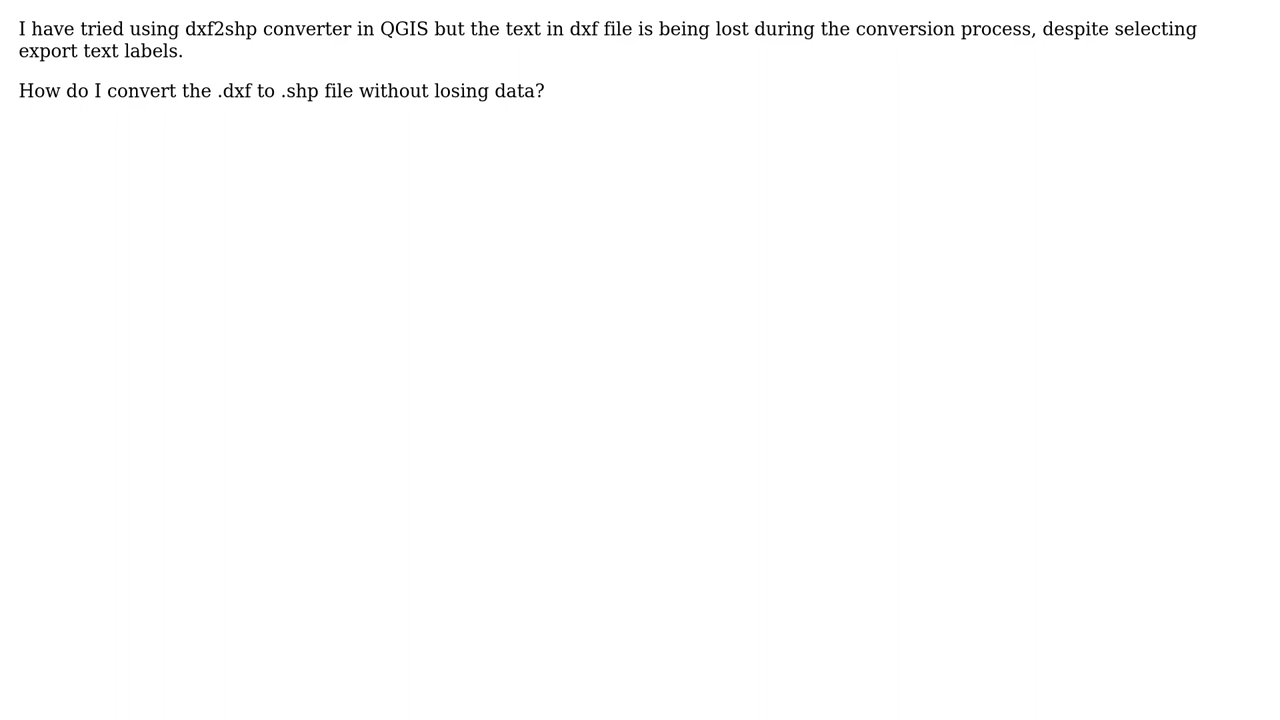 I have tried using dxf2shp converter in QGIS but the text in dxf file is being lost during the conversion process, despite selecting
export text labels.
How do I convert the .dxf to .shp file without losing data?